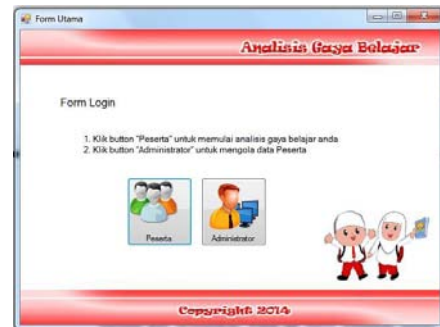 Form Utama
Analisis Gaya Belajar
Form Login
1. Klik button "Peserta" untuk memulai analisis gaya belajar anda
2. Klik button "Administrator" untuk mengola data Peserta
Peserta
Administrator
Copyright 2014